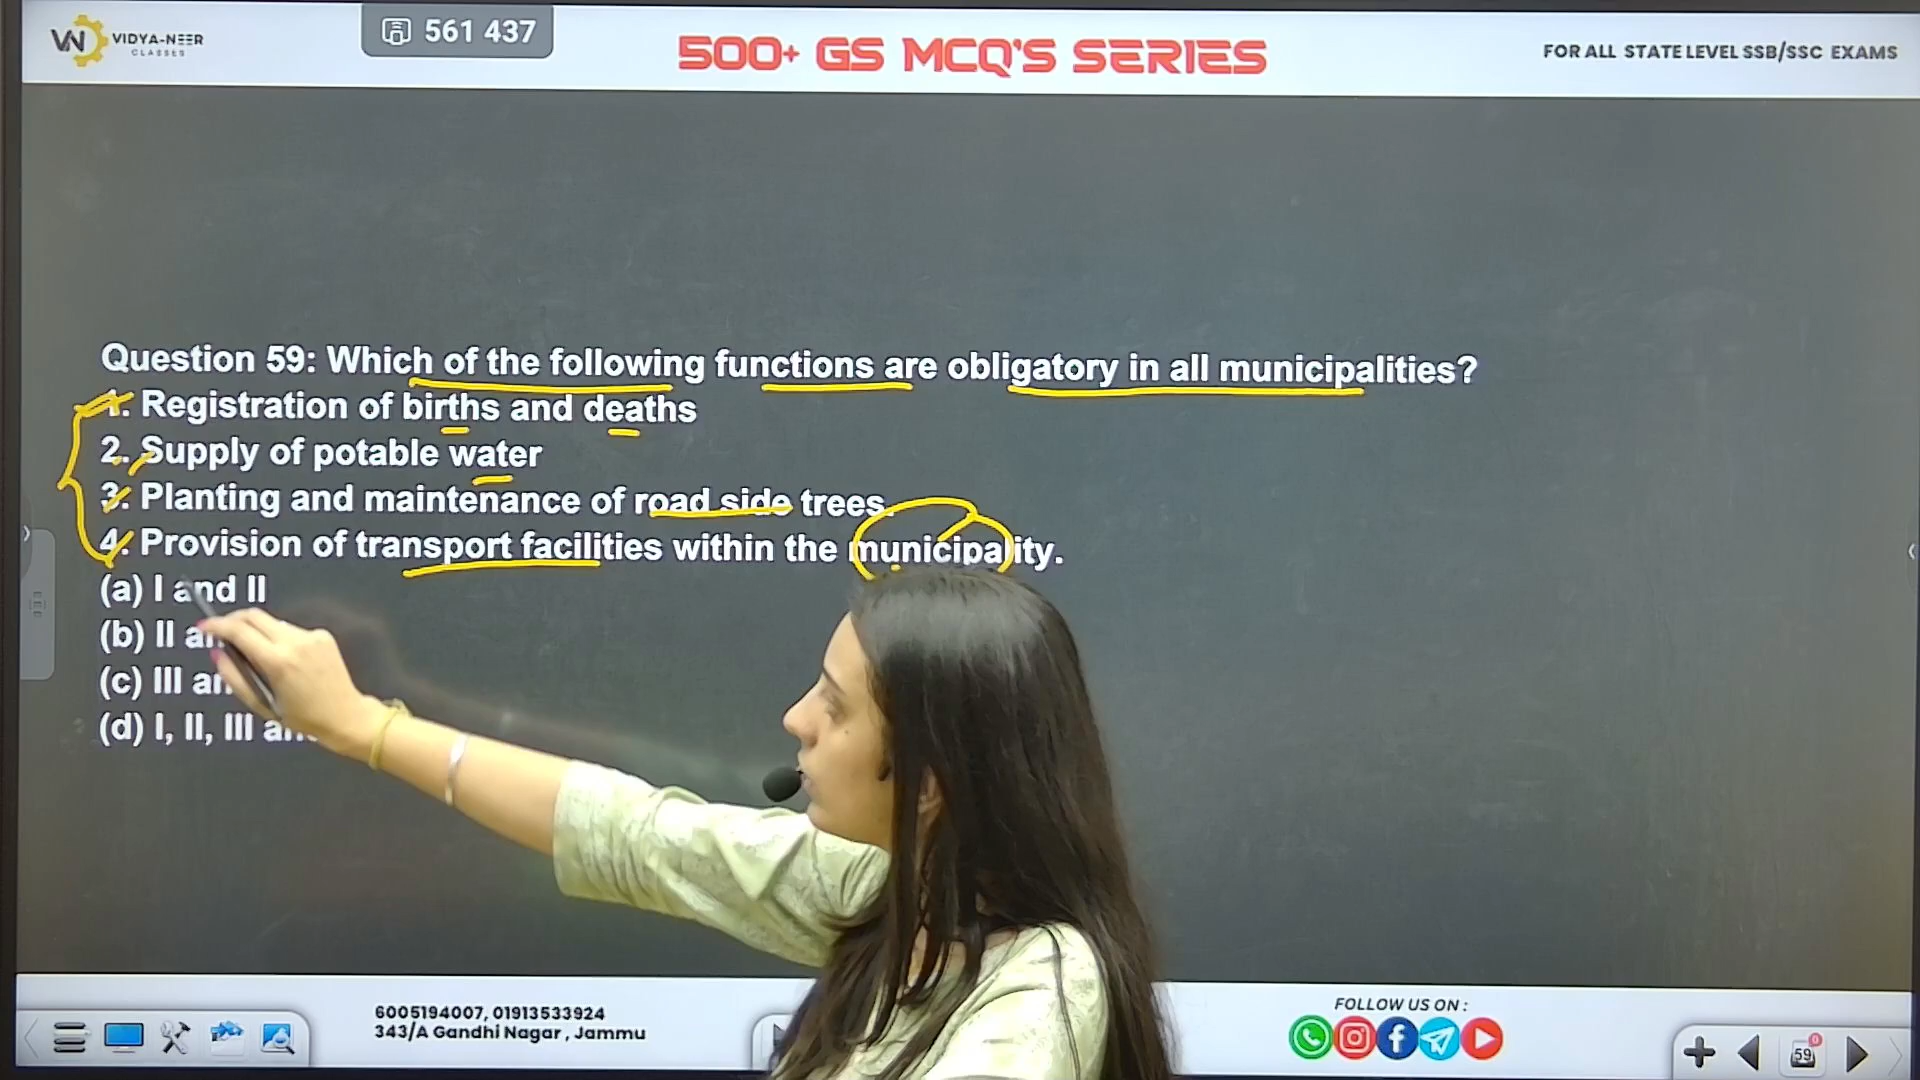 VN VIDYA-NEER
CLASSES
561 437
500+ GS MCQ'S SERIES
FOR ALL STATE LEVEL SSB/SSC EXAMS
Question 59: Which of the following functions are obligatory in all municipalities?
1. Registration of births and deaths
2. Supply of potable water
3. Planting and maintenance of road side trees.
4. Provision of transport facilities within the municipality.
(a) I and II
(b) II
(c) III
(d) I, II, III
6005194007, 01913533924
343/A Gandhi Nagar, Jammu
FOLLOW US ON :
59
0